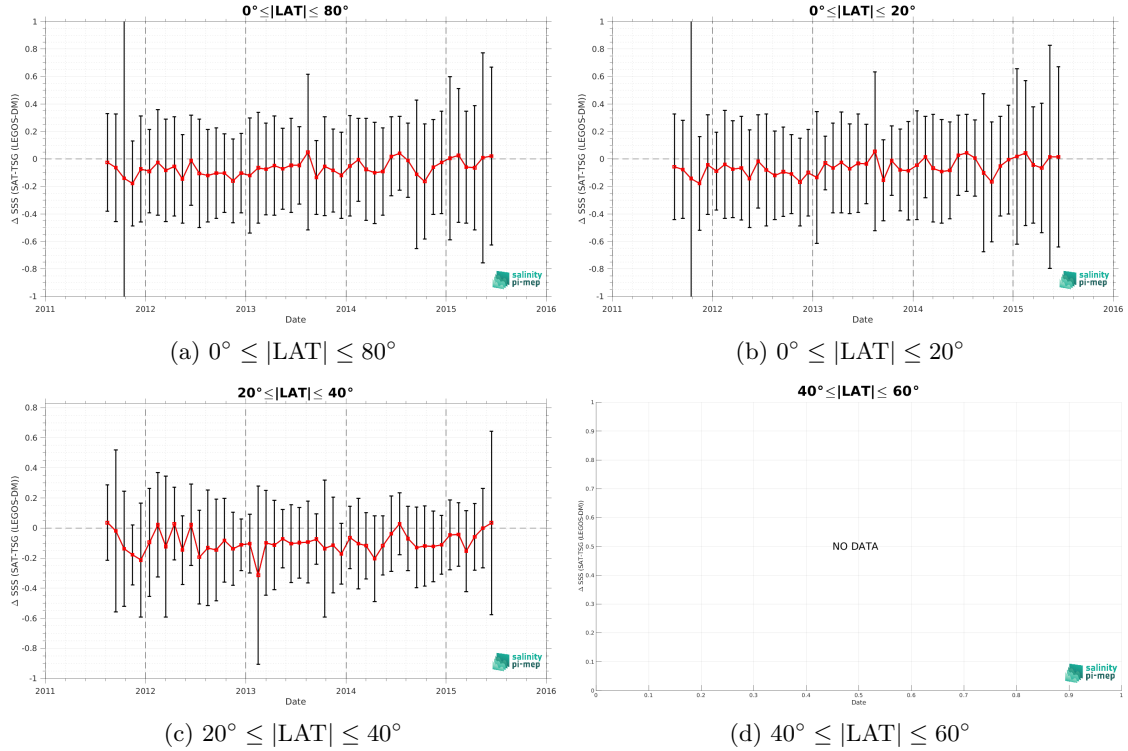 0°≤|LAT|≤ 80°
Δ SSS (SAT-TSG (LEGOS-DM))
1
0.8
0.6
0.4
0.2
0
-0.2
-0.4
-0.6
-0.8
-1
2011
2012
2013
2014
2015
2016
Date
salinity
pi-mep
(a) 0° ≤ |LAT| ≤ 80°
0°≤|LAT|≤ 20°
Δ SSS (SAT-TSG (LEGOS-DM))
1
0.8
0.6
0.4
0.2
0
-0.2
-0.4
-0.6
-0.8
-1
2011
2012
2013
2014
2015
2016
Date
salinity
pi-mep
(b) 0° ≤ |LAT| ≤ 20°
20°≤|LAT|≤ 40°
Δ SSS (SAT-TSG (LEGOS-DM))
0.8
0.6
0.4
0.2
0
-0.2
-0.4
-0.6
-0.8
-1
2011
2012
2013
2014
2015
2016
Date
salinity
pi-mep
(c) 20° ≤ |LAT| ≤ 40°
40°≤|LAT|≤ 60°
Δ SSS (SAT-TSG (LEGOS-DM))
1
0.9
0.8
0.7
0.6
0.5
0.4
0.3
0.2
0.1
0
NO DATA
0
0.1
0.2
0.3
0.4
0.5
0.6
0.7
0.8
0.9
1
Date
salinity
pi-mep
(d) 40° ≤ |LAT| ≤ 60°